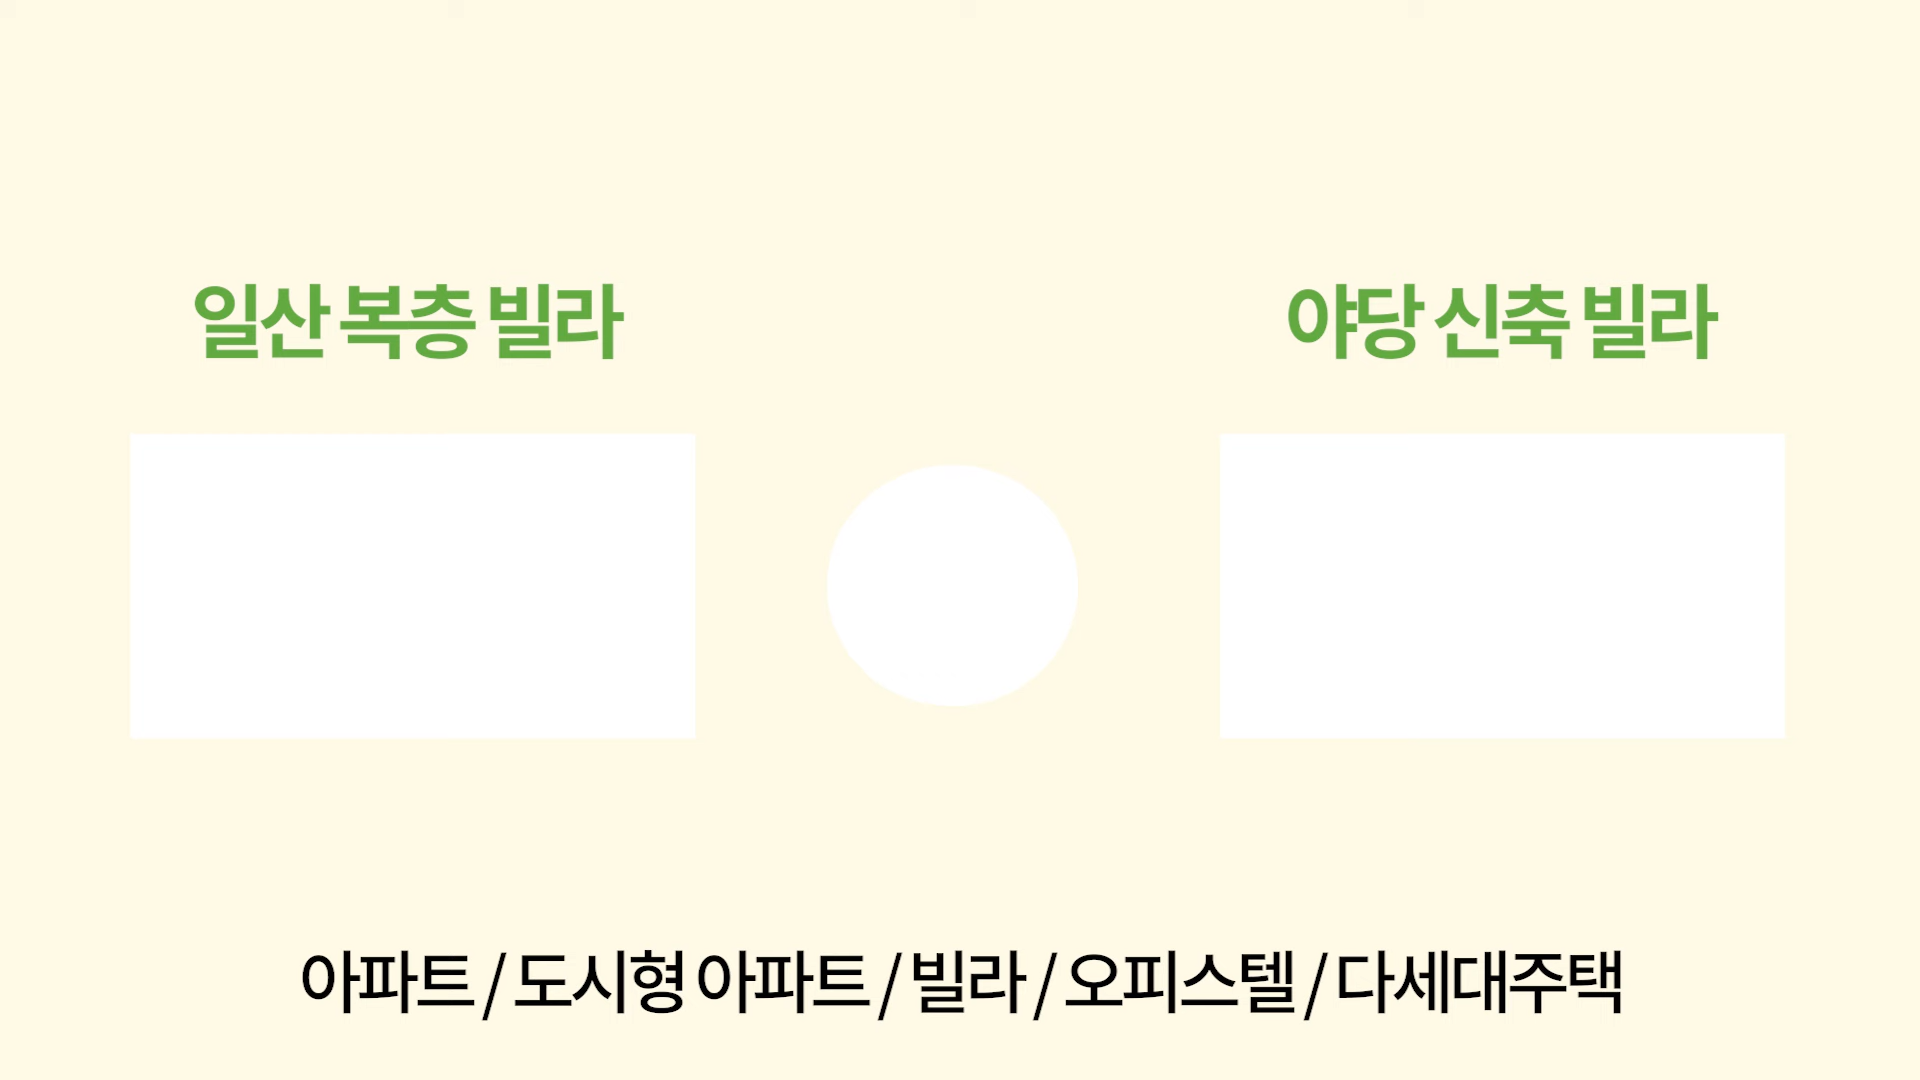 일산 복층 빌라
야당 신축 빌라
아파트 / 도시형 아파트 / 빌라 / 오피스텔 / 다세대주택